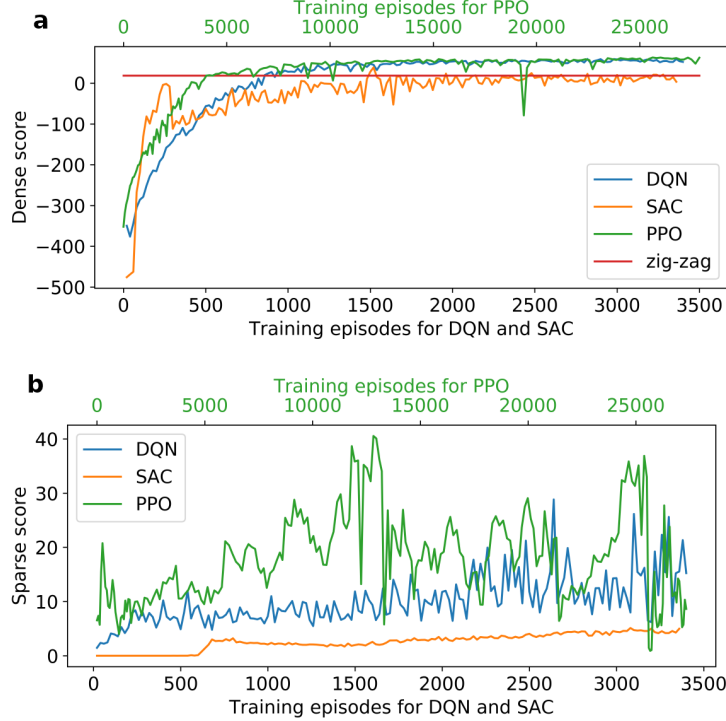 a
Training episodes for PPO
0 5000 10000 15000 20000 25000
Dense score
0
−100
−200
−300
−400
−500
DQN
SAC
PPO
zig-zag
0 500 1000 1500 2000 2500 3000 3500
Training episodes for DQN and SAC
b
Training episodes for PPO
0 5000 10000 15000 20000 25000
Sparse score
40
30
20
10
0
DQN
SAC
PPO
0 500 1000 1500 2000 2500 3000 3500
Training episodes for DQN and SAC